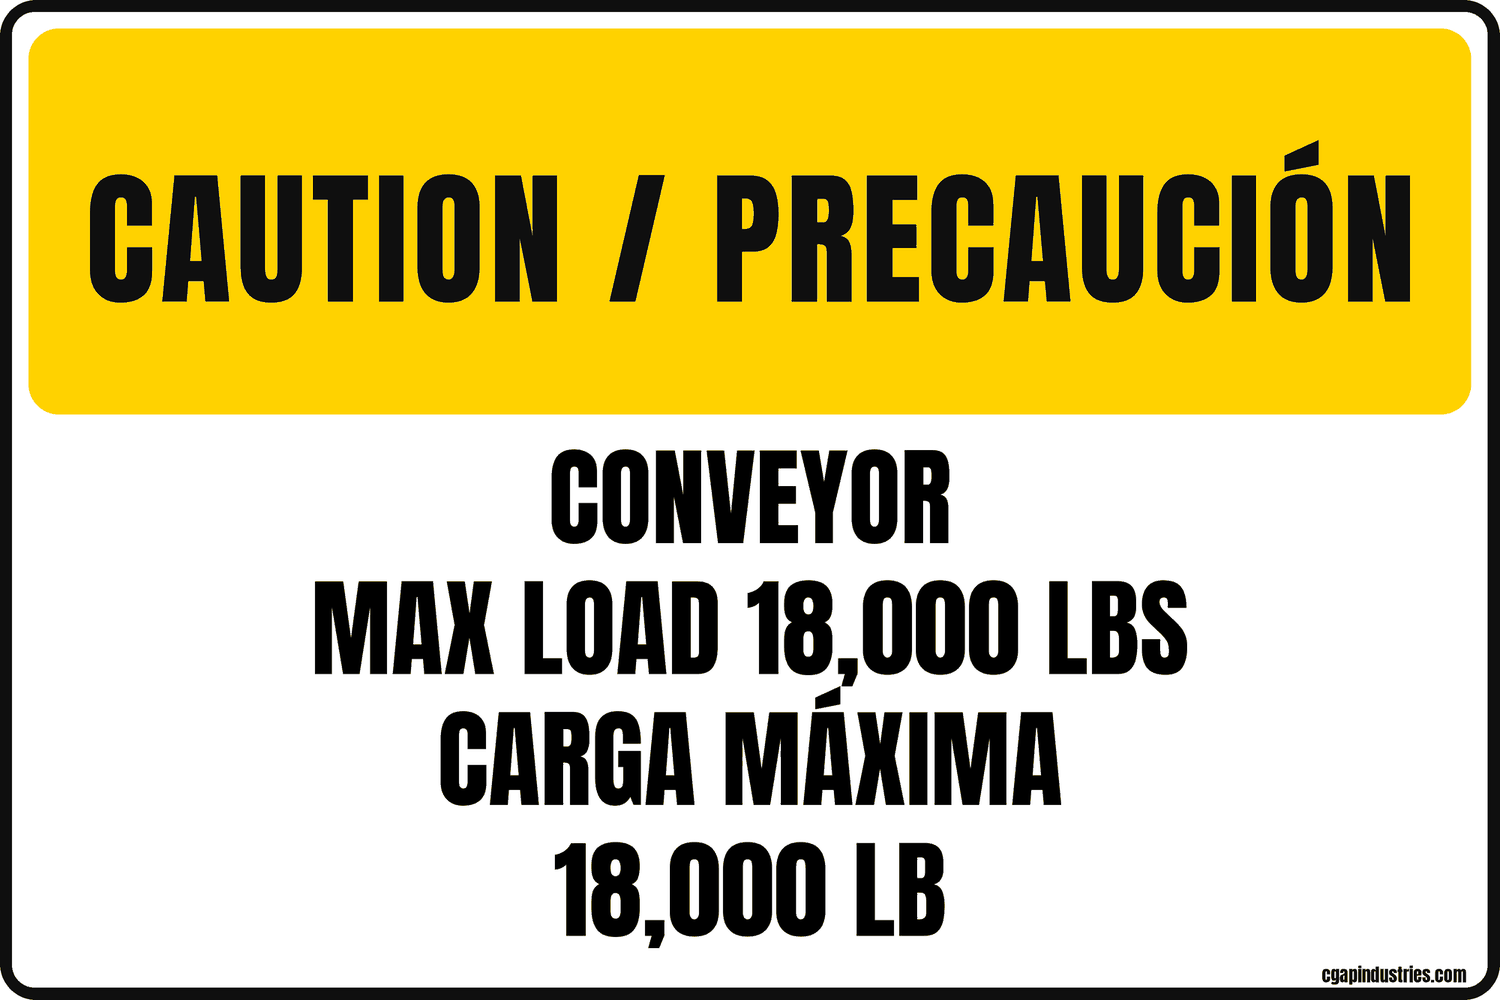 CAUTION / PRECAUCIÓN
CONVEYOR
MAX LOAD 18,000 LBS
CARGA MÁXIMA
18,000 LB
cgapindustries.com